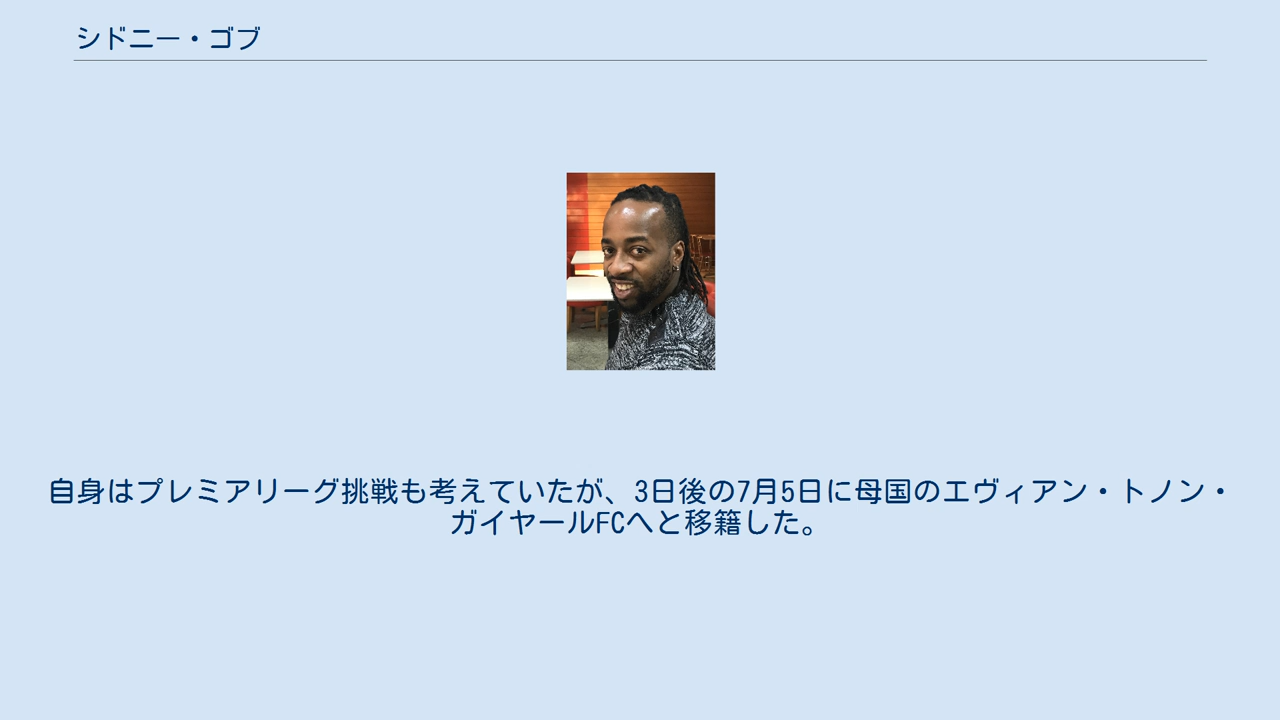 シドニー・ゴブ
自身はプレミアリーグ挑戦も考えていたが、3日後の7月5日に母国のエヴィアン・トノン・
ガイヤールFCへと移籍した。